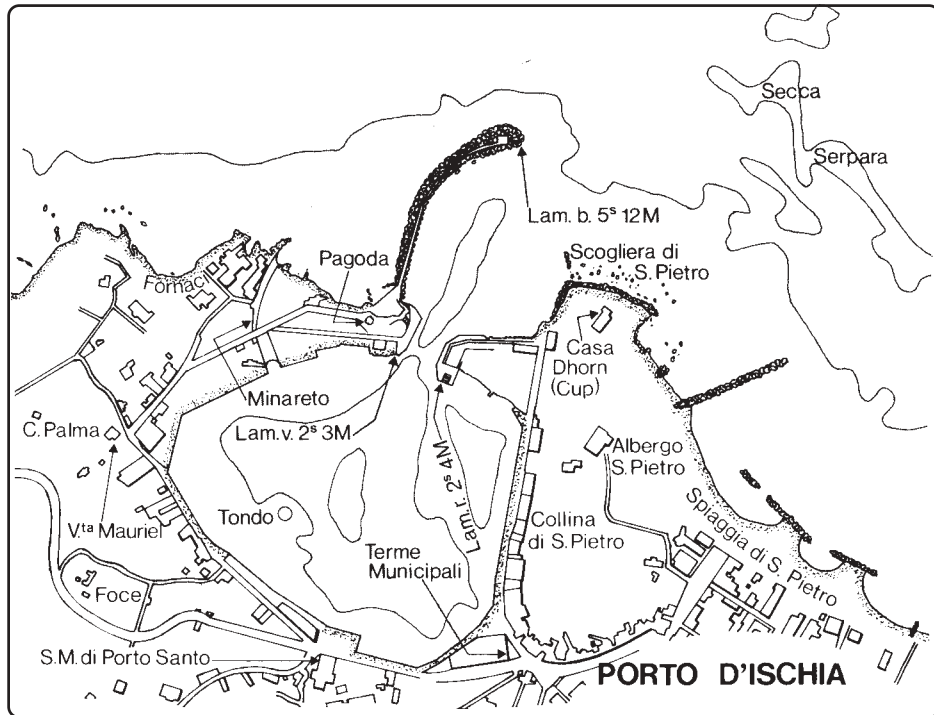 Secca
Serpara
Lam. b. 5s 12M
Pagoda
Scogliera di
S. Pietro
Fornaci
Casa
Dhorn
(Cup)
Minareto
C. Palma
Lam. v. 2s 3M
Lam. r. 2s 4M
Albergo
S. Pietro
Vta Mauriel
Tondo
Collina
di S. Pietro
Spiaggia di S. Pietro
Terme
Municipali
Foce
S.M. di Porto Santo
PORTO D'ISCHIA